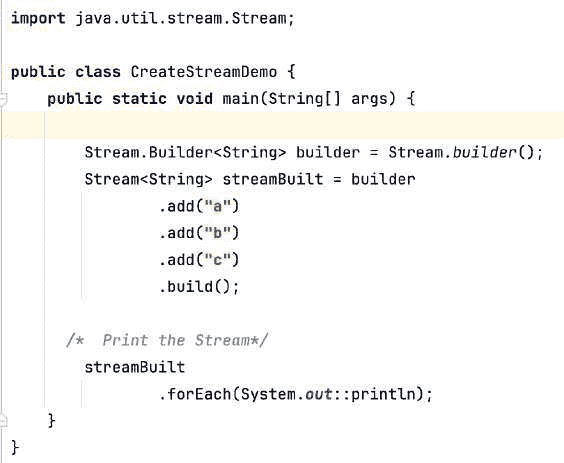 import java.util.stream.Stream;
public class CreateStreamDemo {
public static void main(String[] args) {
Stream.Builder<String> builder = Stream.builder();
Stream<String> streamBuilt = builder
.add("a")
.add("b")
.add("c")
.build();
/*  Print the Stream*/
streamBuilt
.forEach(System.out::println);
}
}